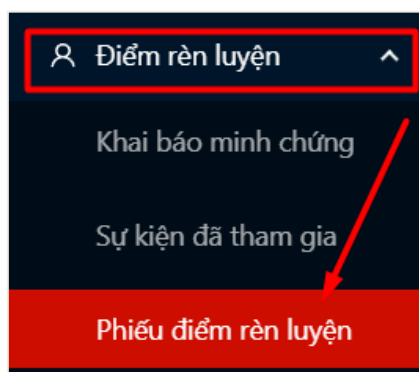 Điểm rèn luyện
Khai báo minh chứng
Sự kiện đã tham gia
Phiếu điểm rèn luyện